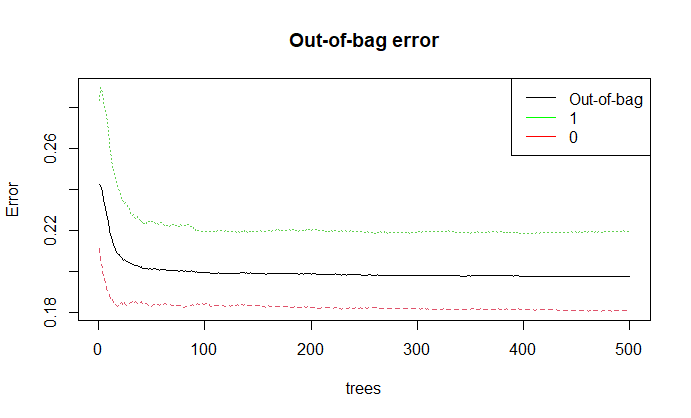 Out-of-bag error
Out-of-bag
1
0
Error
0.26
0.22
0.18
0 100 200 300 400 500
trees